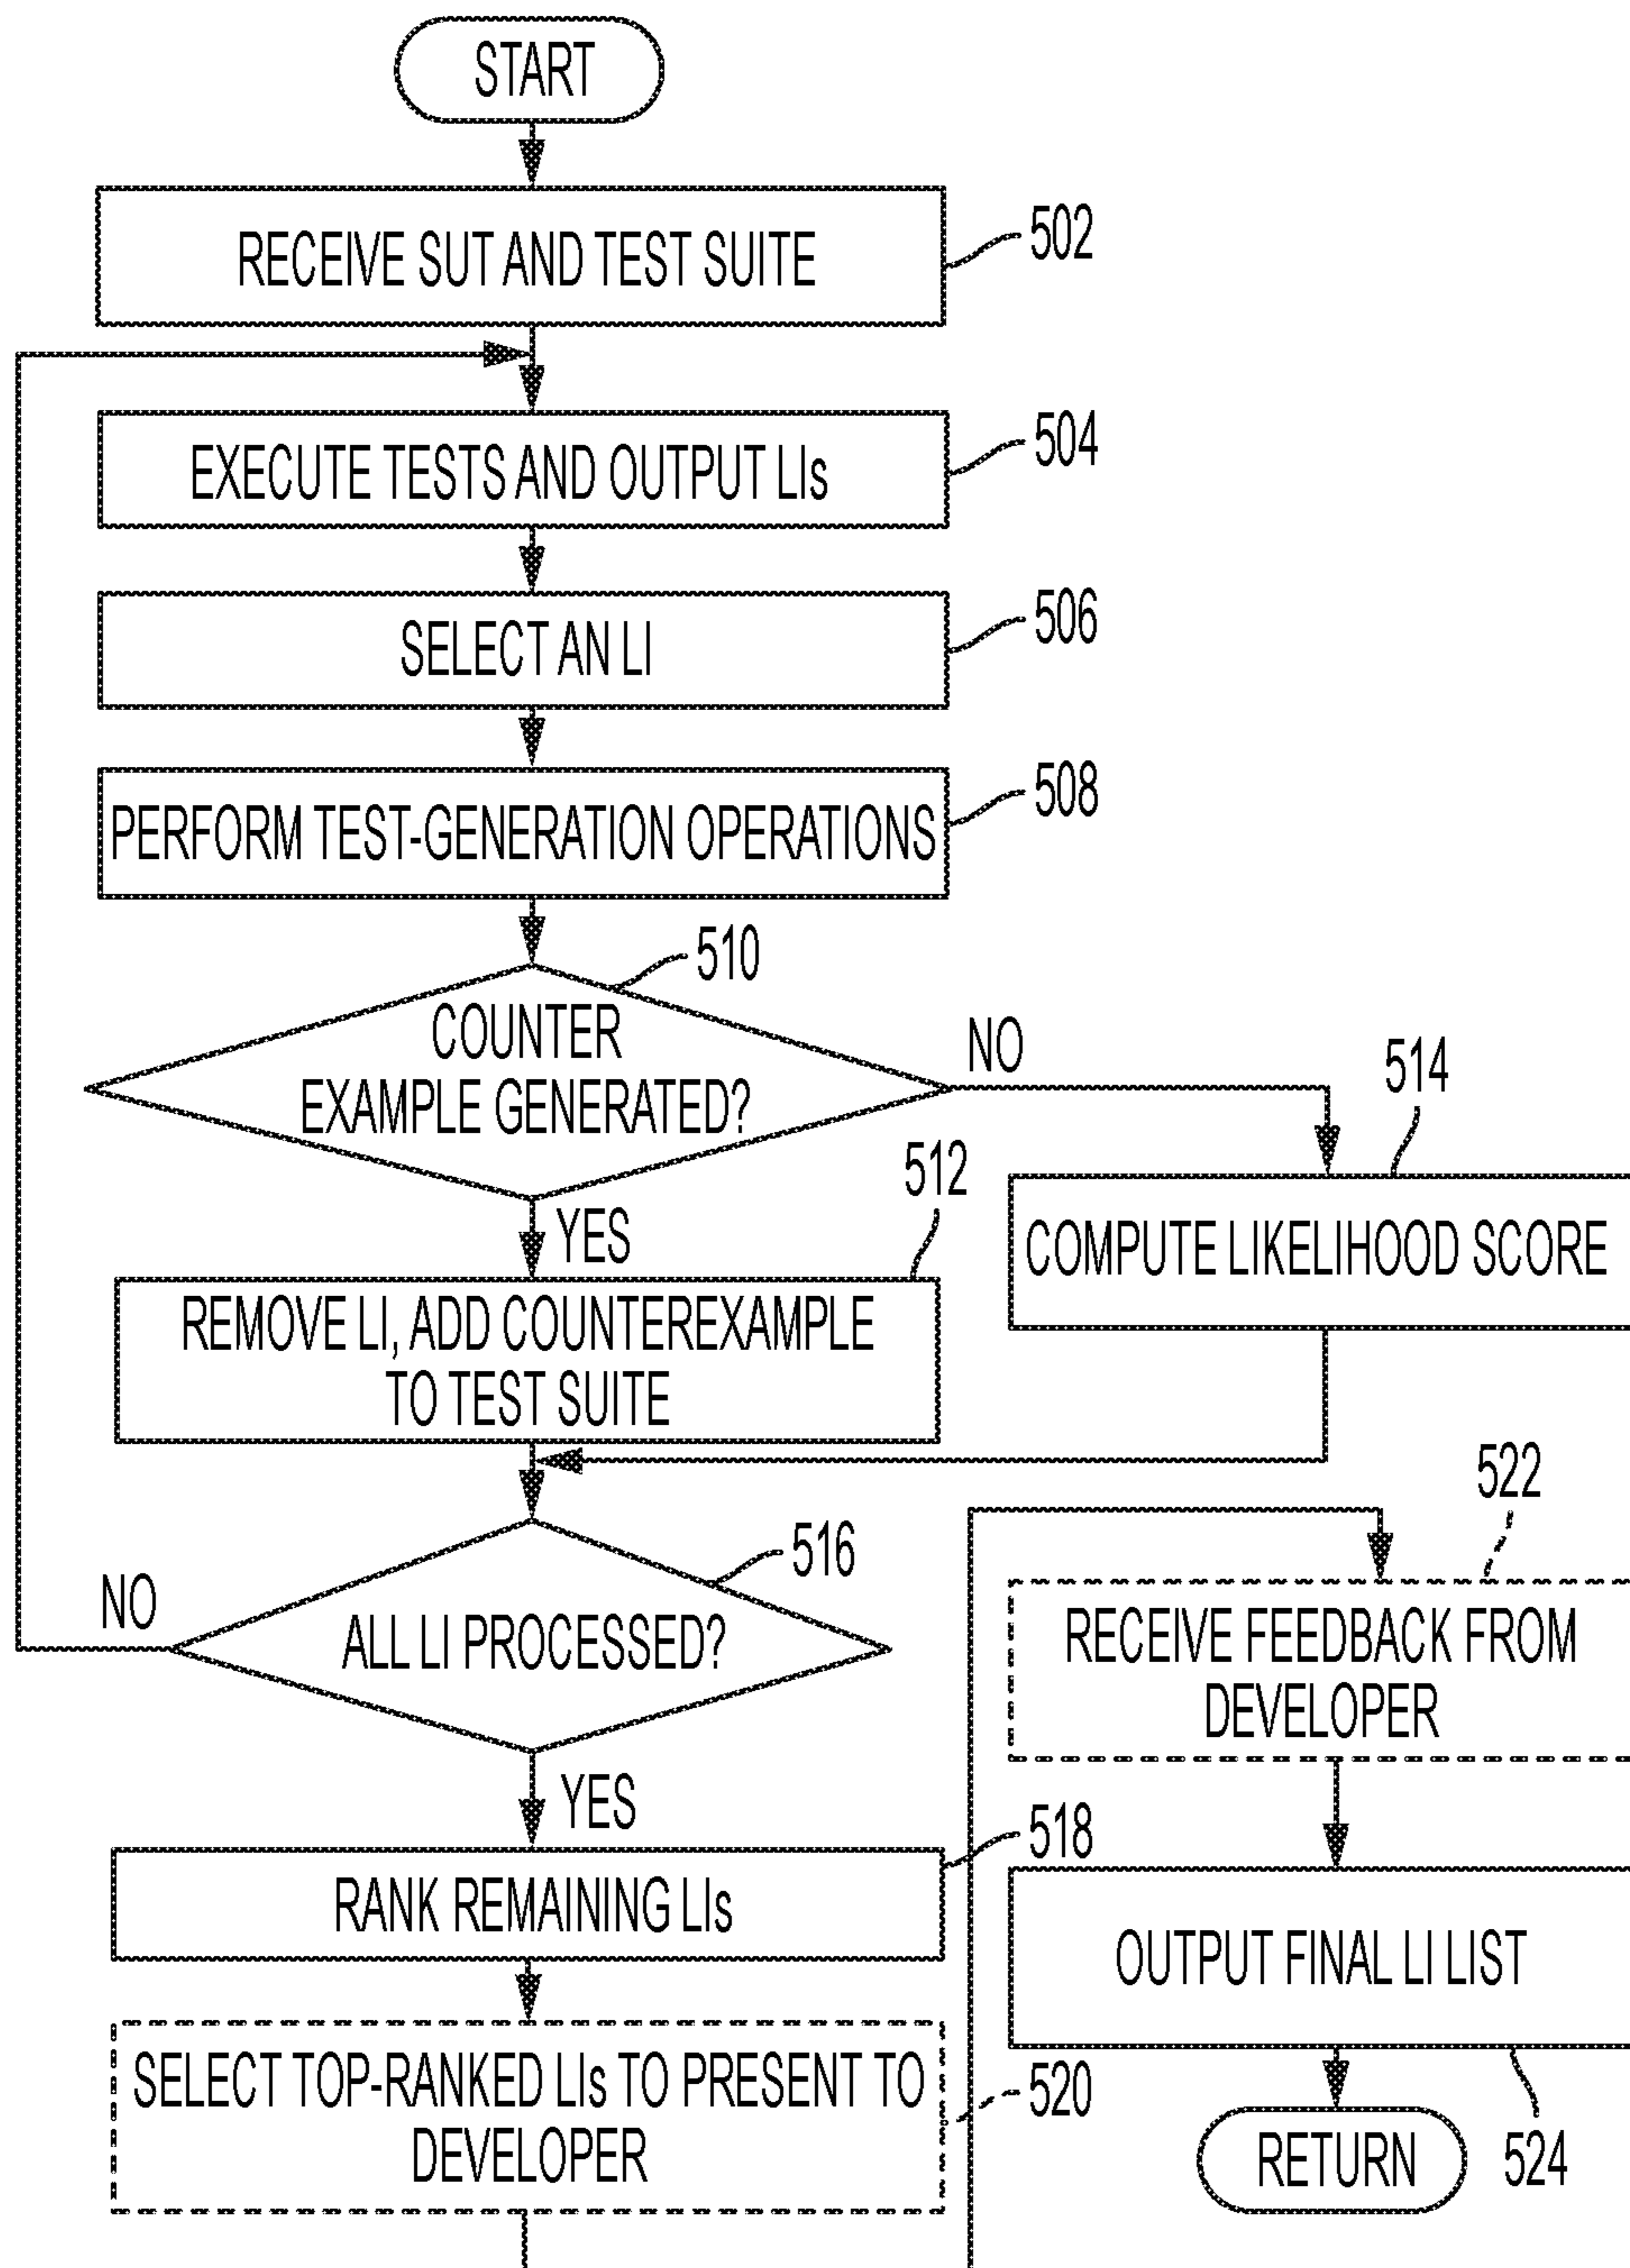 START
RECEIVE SUT AND TEST SUITE
502
EXECUTE TESTS AND OUTPUT LIs
504
SELECT AN LI
506
PERFORM TEST-GENERATION OPERATIONS
508
510
COUNTER
EXAMPLE GENERATED?
NO
514
COMPUTE LIKELIHOOD SCORE
YES
512
REMOVE LI, ADD COUNTEREXAMPLE
TO TEST SUITE
516
ALL LI PROCESSED?
NO
YES
518
RANK REMAINING LIs
SELECT TOP-RANKED LIs TO PRESENT TO
DEVELOPER
520
522
RECEIVE FEEDBACK FROM
DEVELOPER
OUTPUT FINAL LI LIST
524
RETURN